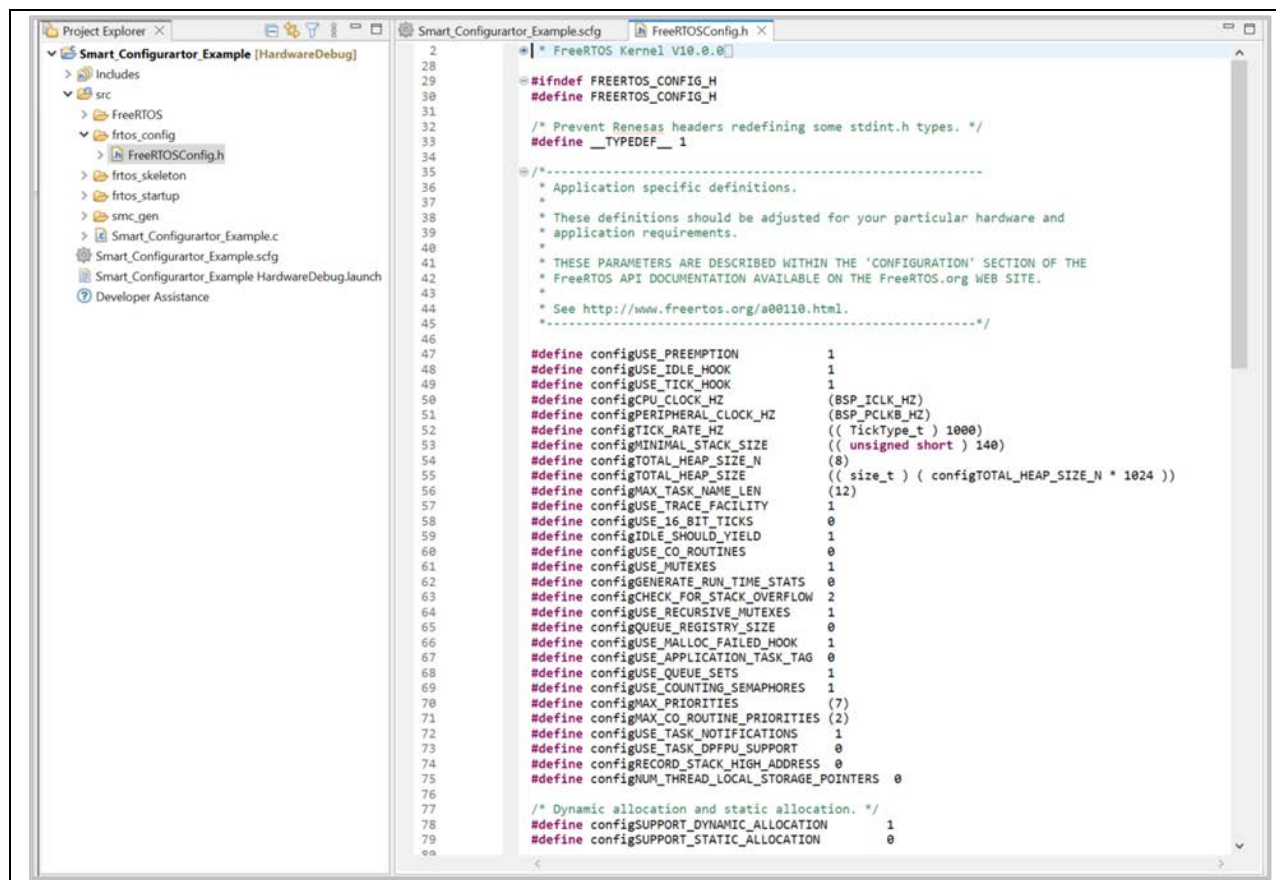 Project Explorer
Smart_Configurartor_Example [HardwareDebug]
Includes
src
FreeRTOS
frtos_config
FreeRTOSConfig.h
frtos_skeleton
frtos_startup
smc_gen
Smart_Configurartor_Example.c
Smart_Configurartor_Example.scfg
Smart_Configurartor_Example HardwareDebug.launch
Developer Assistance
Smart_Configurartor_Example.scfg
FreeRTOSConfig.h
2 * FreeRTOS Kernel V10.0.0
28
29 #ifndef FREERTOS_CONFIG_H
30 #define FREERTOS_CONFIG_H
31
32 /* Prevent Renesas headers redefining some stdint.h types. */
33 #define __TYPEDEF__ 1
34
35 /*-----------------------------------------------------------
36 * Application specific definitions.
37 *
38 * These definitions should be adjusted for your particular hardware and
39 * application requirements.
40 *
41 * THESE PARAMETERS ARE DESCRIBED WITHIN THE 'CONFIGURATION' SECTION OF THE
42 * FreeRTOS API DOCUMENTATION AVAILABLE ON THE FreeRTOS.org WEB SITE.
43 *
44 * See http://www.freertos.org/a00110.html.
45 *----------------------------------------------------------*/
46
47 #define configUSE_PREEMPTION 1
48 #define configUSE_IDLE_HOOK 1
49 #define configUSE_TICK_HOOK 1
50 #define configCPU_CLOCK_HZ (BSP_ICLK_HZ)
51 #define configPERIPHERAL_CLOCK_HZ (BSP_PCLKB_HZ)
52 #define configTICK_RATE_HZ (( TickType_t ) 1000)
53 #define configMINIMAL_STACK_SIZE (( unsigned short ) 140)
54 #define configTOTAL_HEAP_SIZE_N (8)
55 #define configTOTAL_HEAP_SIZE (( size_t ) ( configTOTAL_HEAP_SIZE_N * 1024 ))
56 #define configMAX_TASK_NAME_LEN (12)
57 #define configUSE_TRACE_FACILITY 1
58 #define configUSE_16_BIT_TICKS 0
59 #define configIDLE_SHOULD_YIELD 1
60 #define configUSE_CO_ROUTINES 0
61 #define configUSE_MUTEXES 1
62 #define configGENERATE_RUN_TIME_STATS 0
63 #define configCHECK_FOR_STACK_OVERFLOW 2
64 #define configUSE_RECURSIVE_MUTEXES 1
65 #define configQUEUE_REGISTRY_SIZE 0
66 #define configUSE_MALLOC_FAILED_HOOK 1
67 #define configUSE_APPLICATION_TASK_TAG 0
68 #define configUSE_QUEUE_SETS 1
69 #define configUSE_COUNTING_SEMAPHORES 1
70 #define configMAX_PRIORITIES (7)
71 #define configMAX_CO_ROUTINE_PRIORITIES (2)
72 #define configUSE_TASK_NOTIFICATIONS 1
73 #define configUSE_TASK_DPFPU_SUPPORT 0
74 #define configRECORD_STACK_HIGH_ADDRESS 0
75 #define configNUM_THREAD_LOCAL_STORAGE_POINTERS 0
76
77 /* Dynamic allocation and static allocation. */
78 #define configSUPPORT_DYNAMIC_ALLOCATION 1
79 #define configSUPPORT_STATIC_ALLOCATION 0